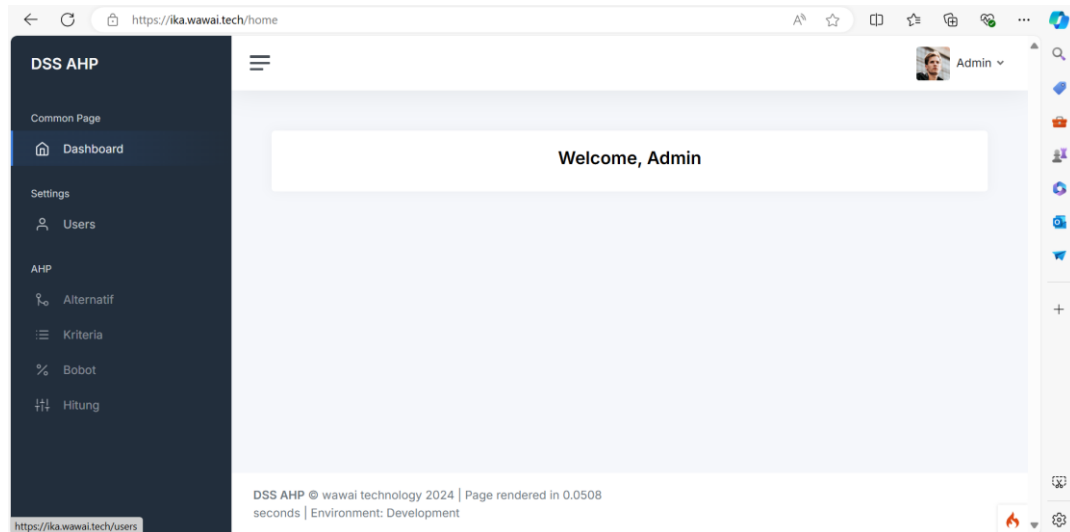 https://ika.wawai.tech/home
DSS AHP
Admin
Common Page
Dashboard
Welcome, Admin
Settings
Users
AHP
Alternatif
Kriteria
Bobot
Hitung
DSS AHP © wawai technology 2024 | Page rendered in 0.0508
seconds | Environment: Development
https://ika.wawai.tech/users